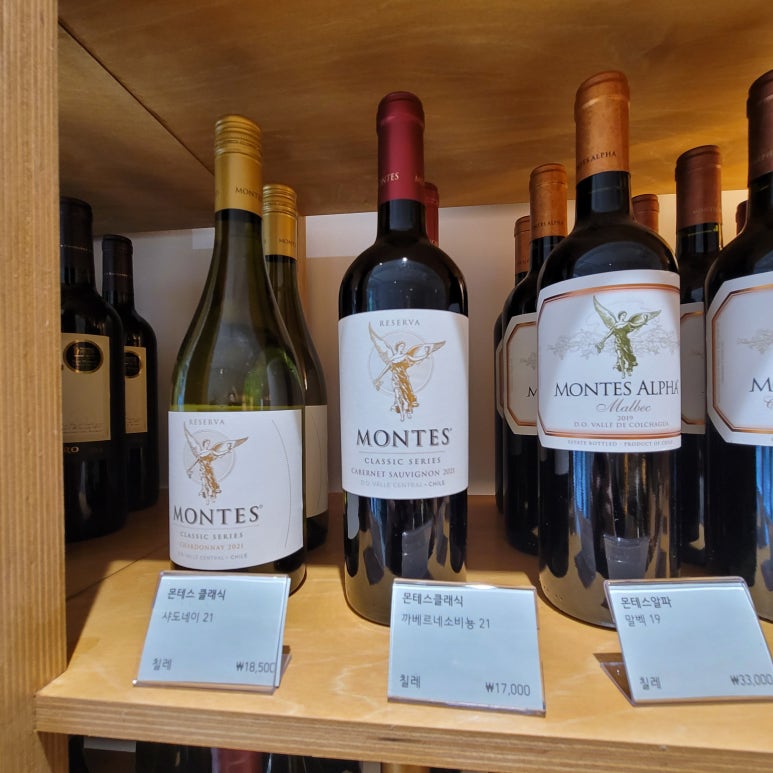 MONTES
RESERVA
MONTES
CLASSIC SERIES
CHARDONNAY 2021
D.O. VALLE CENTRAL • CHILE
MONTES
RESERVA
MONTES
CLASSIC SERIES
CABERNET SAUVIGNON 2021
D.O. VALLE CENTRAL • CHILE
MONTES ALPHA
MONTES ALPHA
Malbec
2019
D.O. VALLE DE COLCHAGUA
ESTATE BOTTLED • PRODUCT OF CHILE
몬테스 클래식
샤도네이 21
칠레 ₩18,500
몬테스클래식
까베르네소비뇽 21
칠레 ₩17,000
몬테스알파
말벡 19
칠레 ₩33,000